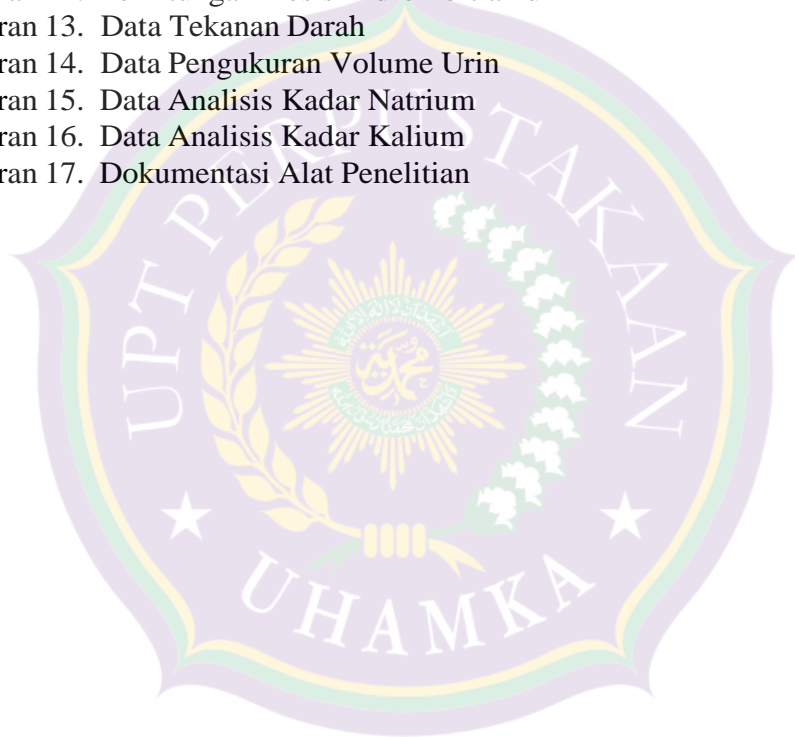 ran 13. Data Tekanan Darah
ran 14. Data Pengukuran Volume Urin
ran 15. Data Analisis Kadar Natrium
ran 16. Data Analisis Kadar Kalium
ran 17. Dokumentasi Alat Penelitian
UPT PERPUSTAKAAN
UHAMKA